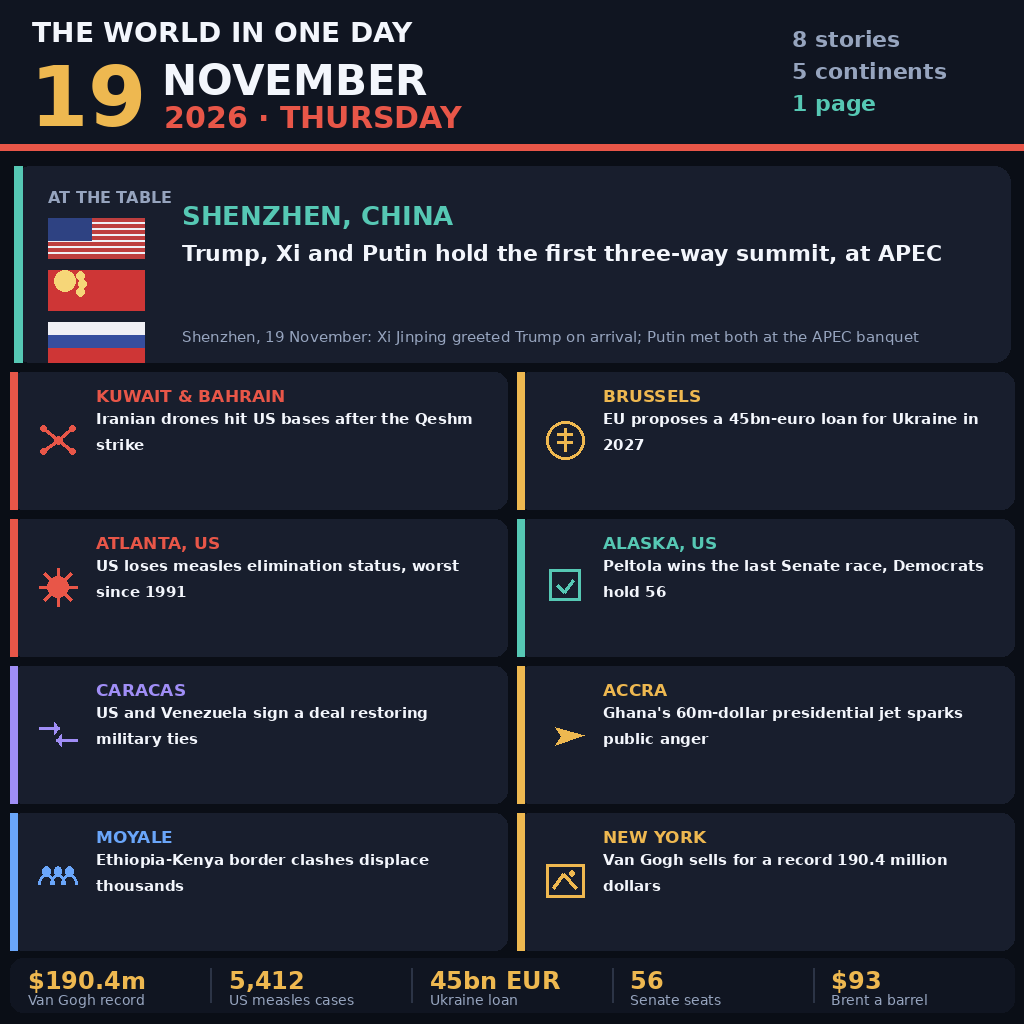 THE WORLD IN ONE DAY
19
NOVEMBER
2026 · THURSDAY
8 stories
5 continents
1 page
AT THE TABLE
SHENZHEN, CHINA
Trump, Xi and Putin hold the first three-way summit, at APEC
Shenzhen, 19 November: Xi Jinping greeted Trump on arrival; Putin met both at the APEC banquet
KUWAIT & BAHRAIN
Iranian drones hit US bases after the Qeshm
strike
BRUSSELS
EU proposes a 45bn-euro loan for Ukraine in
2027
ATLANTA, US
US loses measles elimination status, worst
since 1991
ALASKA, US
Peltola wins the last Senate race, Democrats
hold 56
CARACAS
US and Venezuela sign a deal restoring
military ties
ACCRA
Ghana's 60m-dollar presidential jet sparks
public anger
MOYALE
Ethiopia-Kenya border clashes displace
thousands
NEW YORK
Van Gogh sells for a record 190.4 million
dollars
$190.4m
Van Gogh record
5,412
US measles cases
45bn EUR
Ukraine loan
56
Senate seats
$93
Brent a barrel